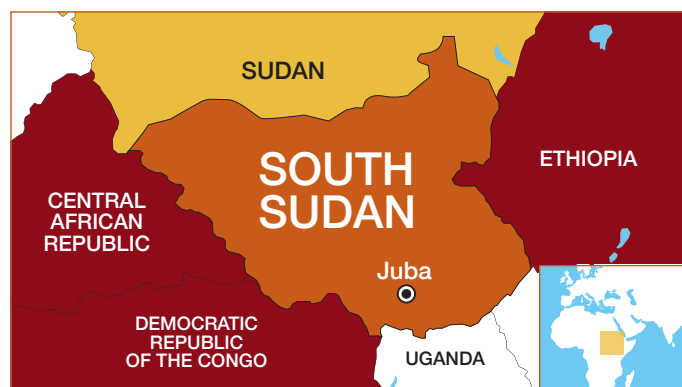 SUDAN
SOUTH
SUDAN
ETHIOPIA
CENTRAL
AFRICAN
REPUBLIC
Juba
DEMOCRATIC
REPUBLIC
OF THE CONGO
UGANDA